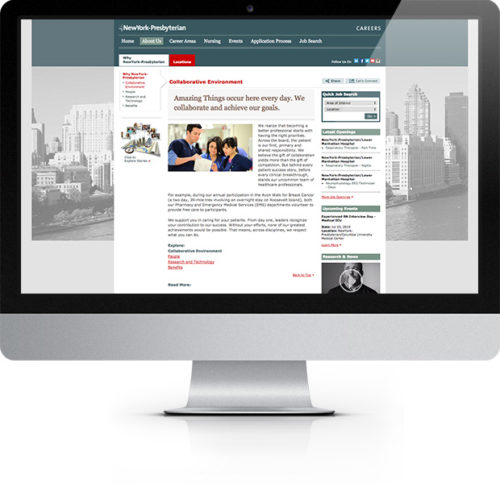 NewYork-Presbyterian
CAREERS
Home About Us Career Areas Nursing Events Application Process Job Search
Why
NewYork-Presbyterian
Locations
Follow Us On
Why NewYork-
Presbyterian
Collaborative
Environment
People
Research and
Technology
Benefits
Click to
Explore Stories
Collaborative Environment
Share
Let's Connect
Amazing Things occur here every day. We
collaborate and achieve our goals.
We realize that becoming a
better professional starts with
having the right priorities.
Across the board, the patient
is our first, primary and
shared responsibility. We
believe the gift of collaboration
yields more than the gift of
competition. But behind every
patient success story, before
every clinical breakthrough,
stands our uncommon team of
healthcare professionals.
For example, during our annual participation in the Avon Walk for Breast Cancer
(a two day, 39-mile trek involving an overnight stay on Roosevelt Island), both
our Pharmacy and Emergency Medical Services (EMS) departments volunteer to
provide free care to participants.
We support you in caring for your patients. From day one, leaders recognize
your contribution to our success. Without your efforts, none of our greatest
achievements would be possible. That means, across disciplines, we respect
what you can do.
Explore:
Collaborative Environment
People
Research and Technology
Benefits
Back to Top
Read More:
Quick Job Search
Area of Interest
Location
Go
Latest Openings
NewYork-Presbyterian/Lower
Manhattan Hospital
Respiratory Therapist - Part Time
NewYork-Presbyterian/Lower
Manhattan Hospital
Respiratory Therapist - Nights
NewYork-Presbyterian/Lower
Manhattan Hospital
Neurophysiology EEG Technician
- Days
Upcoming Events
Experienced RN Interview Day -
Medical ICU
Location: NewYork-
Presbyterian/Columbia University
Medical Center
Learn More
Research & News